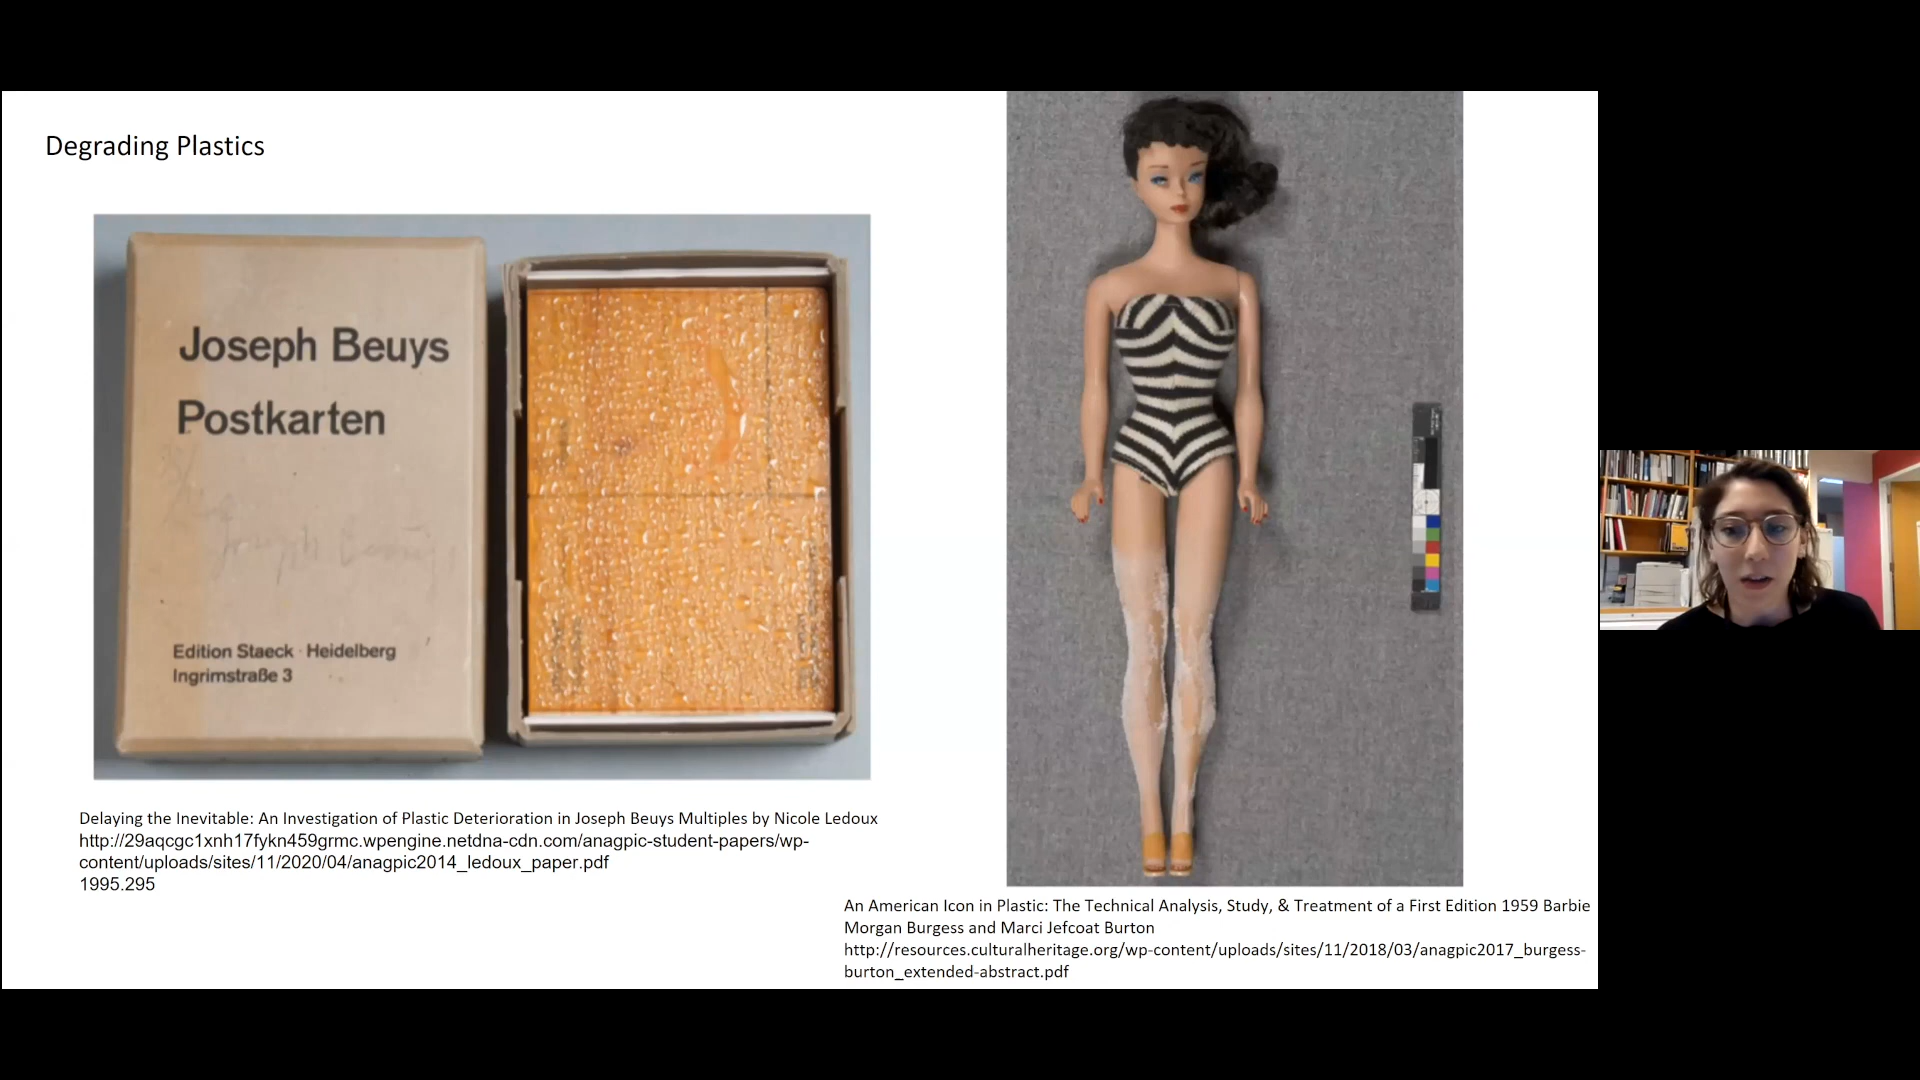 Degrading Plastics
Joseph Beuys
Postkarten
Edition Staeck · Heidelberg
Ingrimstraße 3
Delaying the Inevitable: An Investigation of Plastic Deterioration in Joseph Beuys Multiples by Nicole Ledoux
http://29aqcgc1xnh17fykn459grmc.wpengine.netdna-cdn.com/anagpic-student-papers/wp-
content/uploads/sites/11/2020/04/anagpic2014_ledoux_paper.pdf
1995.295
An American Icon in Plastic: The Technical Analysis, Study, & Treatment of a First Edition 1959 Barbie
Morgan Burgess and Marci Jefcoat Burton
http://resources.culturalheritage.org/wp-content/uploads/sites/11/2018/03/anagpic2017_burgess-
burton_extended-abstract.pdf